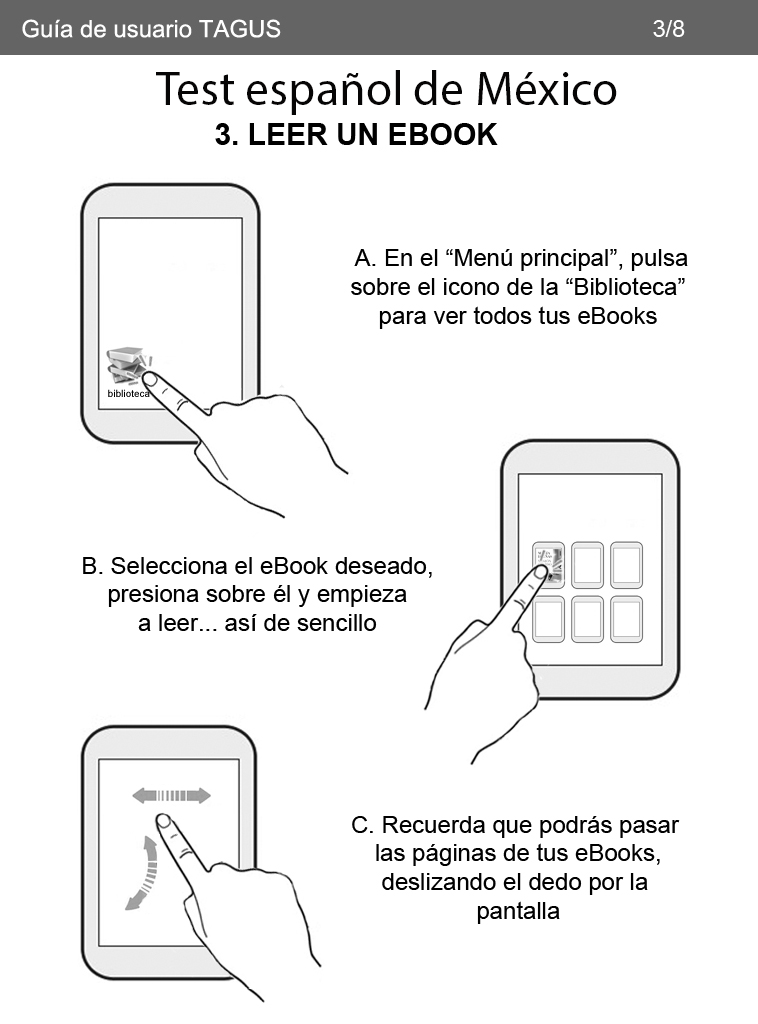 Guía de usuario TAGUS 3/8
Test español de México
3. LEER UN EBOOK
A. En el “Menú principal”, pulsa
sobre el icono de la “Biblioteca”
para ver todos tus eBooks
biblioteca
B. Selecciona el eBook deseado,
presiona sobre él y empieza
a leer... así de sencillo
C. Recuerda que podrás pasar
las páginas de tus eBooks,
deslizando el dedo por la
pantalla